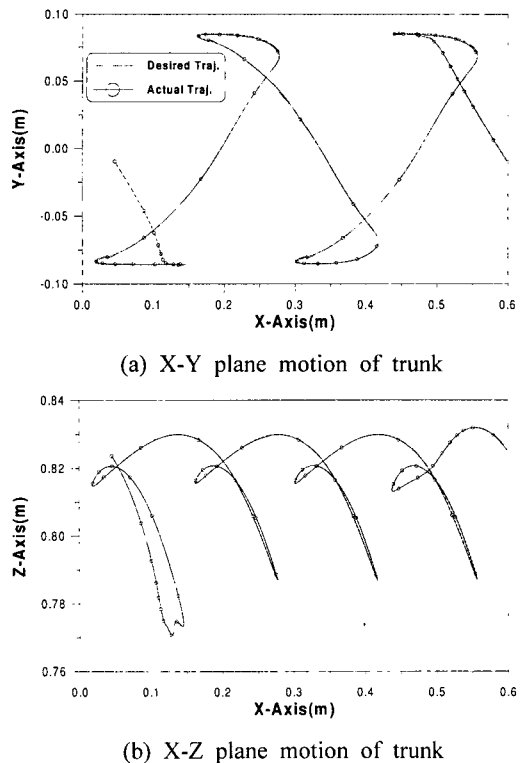 0.10
0.05
0.00
-0.05
-0.10
Y-Axis(m)
Desired Traj.
Actual Traj.
0.0 0.1 0.2 0.3 0.4 0.5 0.6
X-Axis(m)
(a) X-Y plane motion of trunk
0.84
0.82
0.80
0.78
0.76
Z-Axis(m)
0.0 0.1 0.2 0.3 0.4 0.5 0.6
X-Axis(m)
(b) X-Z plane motion of trunk